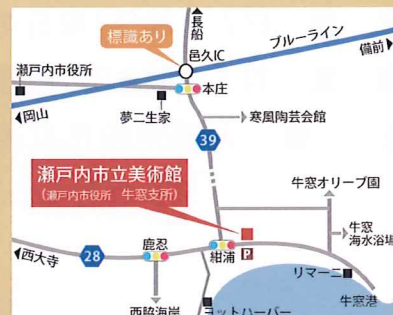 ▲長船
標識あり
邑久IC
ブルーライン
備前▶
瀬戸内市役所
本庄
◀岡山
夢二生家
寒風陶芸会館
39
瀬戸内市立美術館
(瀬戸内市役所 牛窓支所)
牛窓オリーブ園
牛窓
海水浴場
鹿忍
紺浦
P
◀西大寺
28
リマーニ
西脇海岸
ヨットハーバー
牛窓港